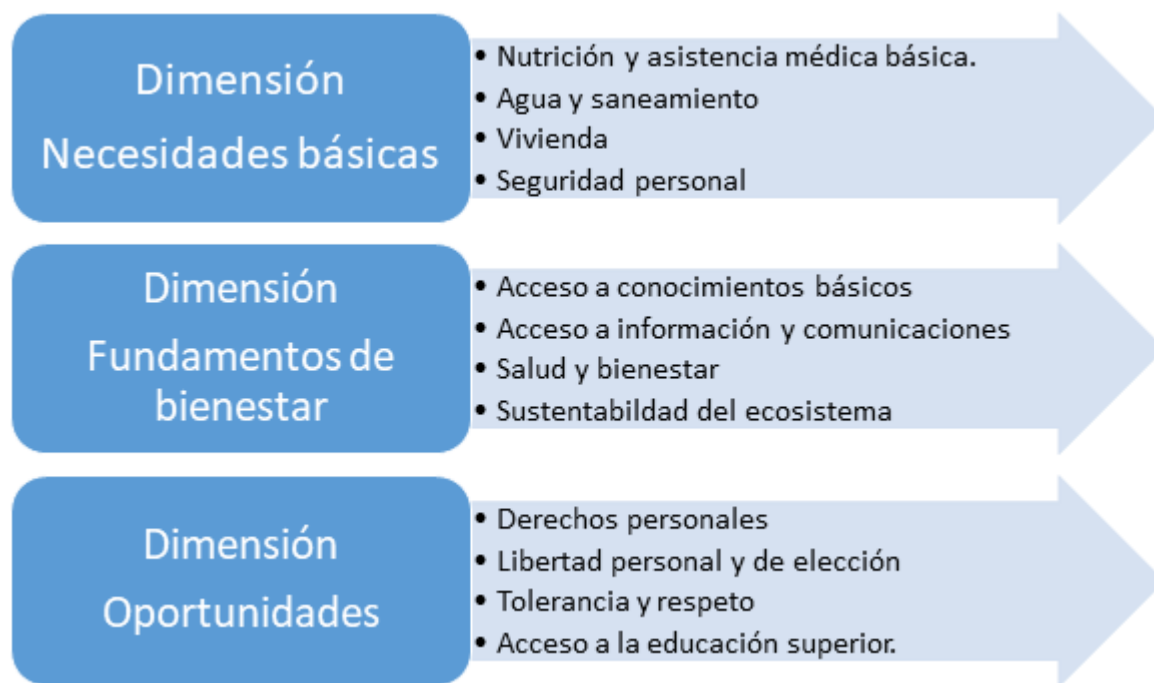 Dimensión
Necesidades básicas
• Nutrición y asistencia médica básica.
• Agua y saneamiento
• Vivienda
• Seguridad personal
Dimensión
Fundamentos de
bienestar
• Acceso a conocimientos básicos
• Acceso a información y comunicaciones
• Salud y bienestar
• Sustentabildad del ecosistema
Dimensión
Oportunidades
• Derechos personales
• Libertad personal y de elección
• Tolerancia y respeto
• Acceso a la educación superior.